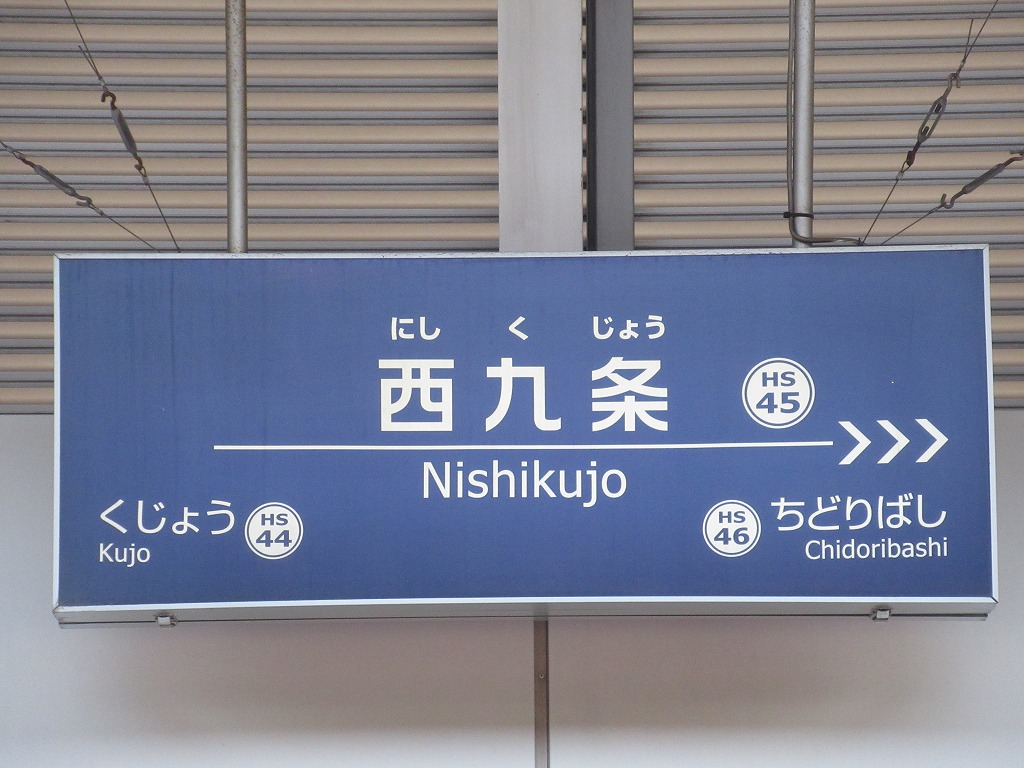 にし く じょう
西九条 HS 45
Nishikujo
くじょう HS 44
Kujo
HS 46 ちどりばし
Chidoribashi